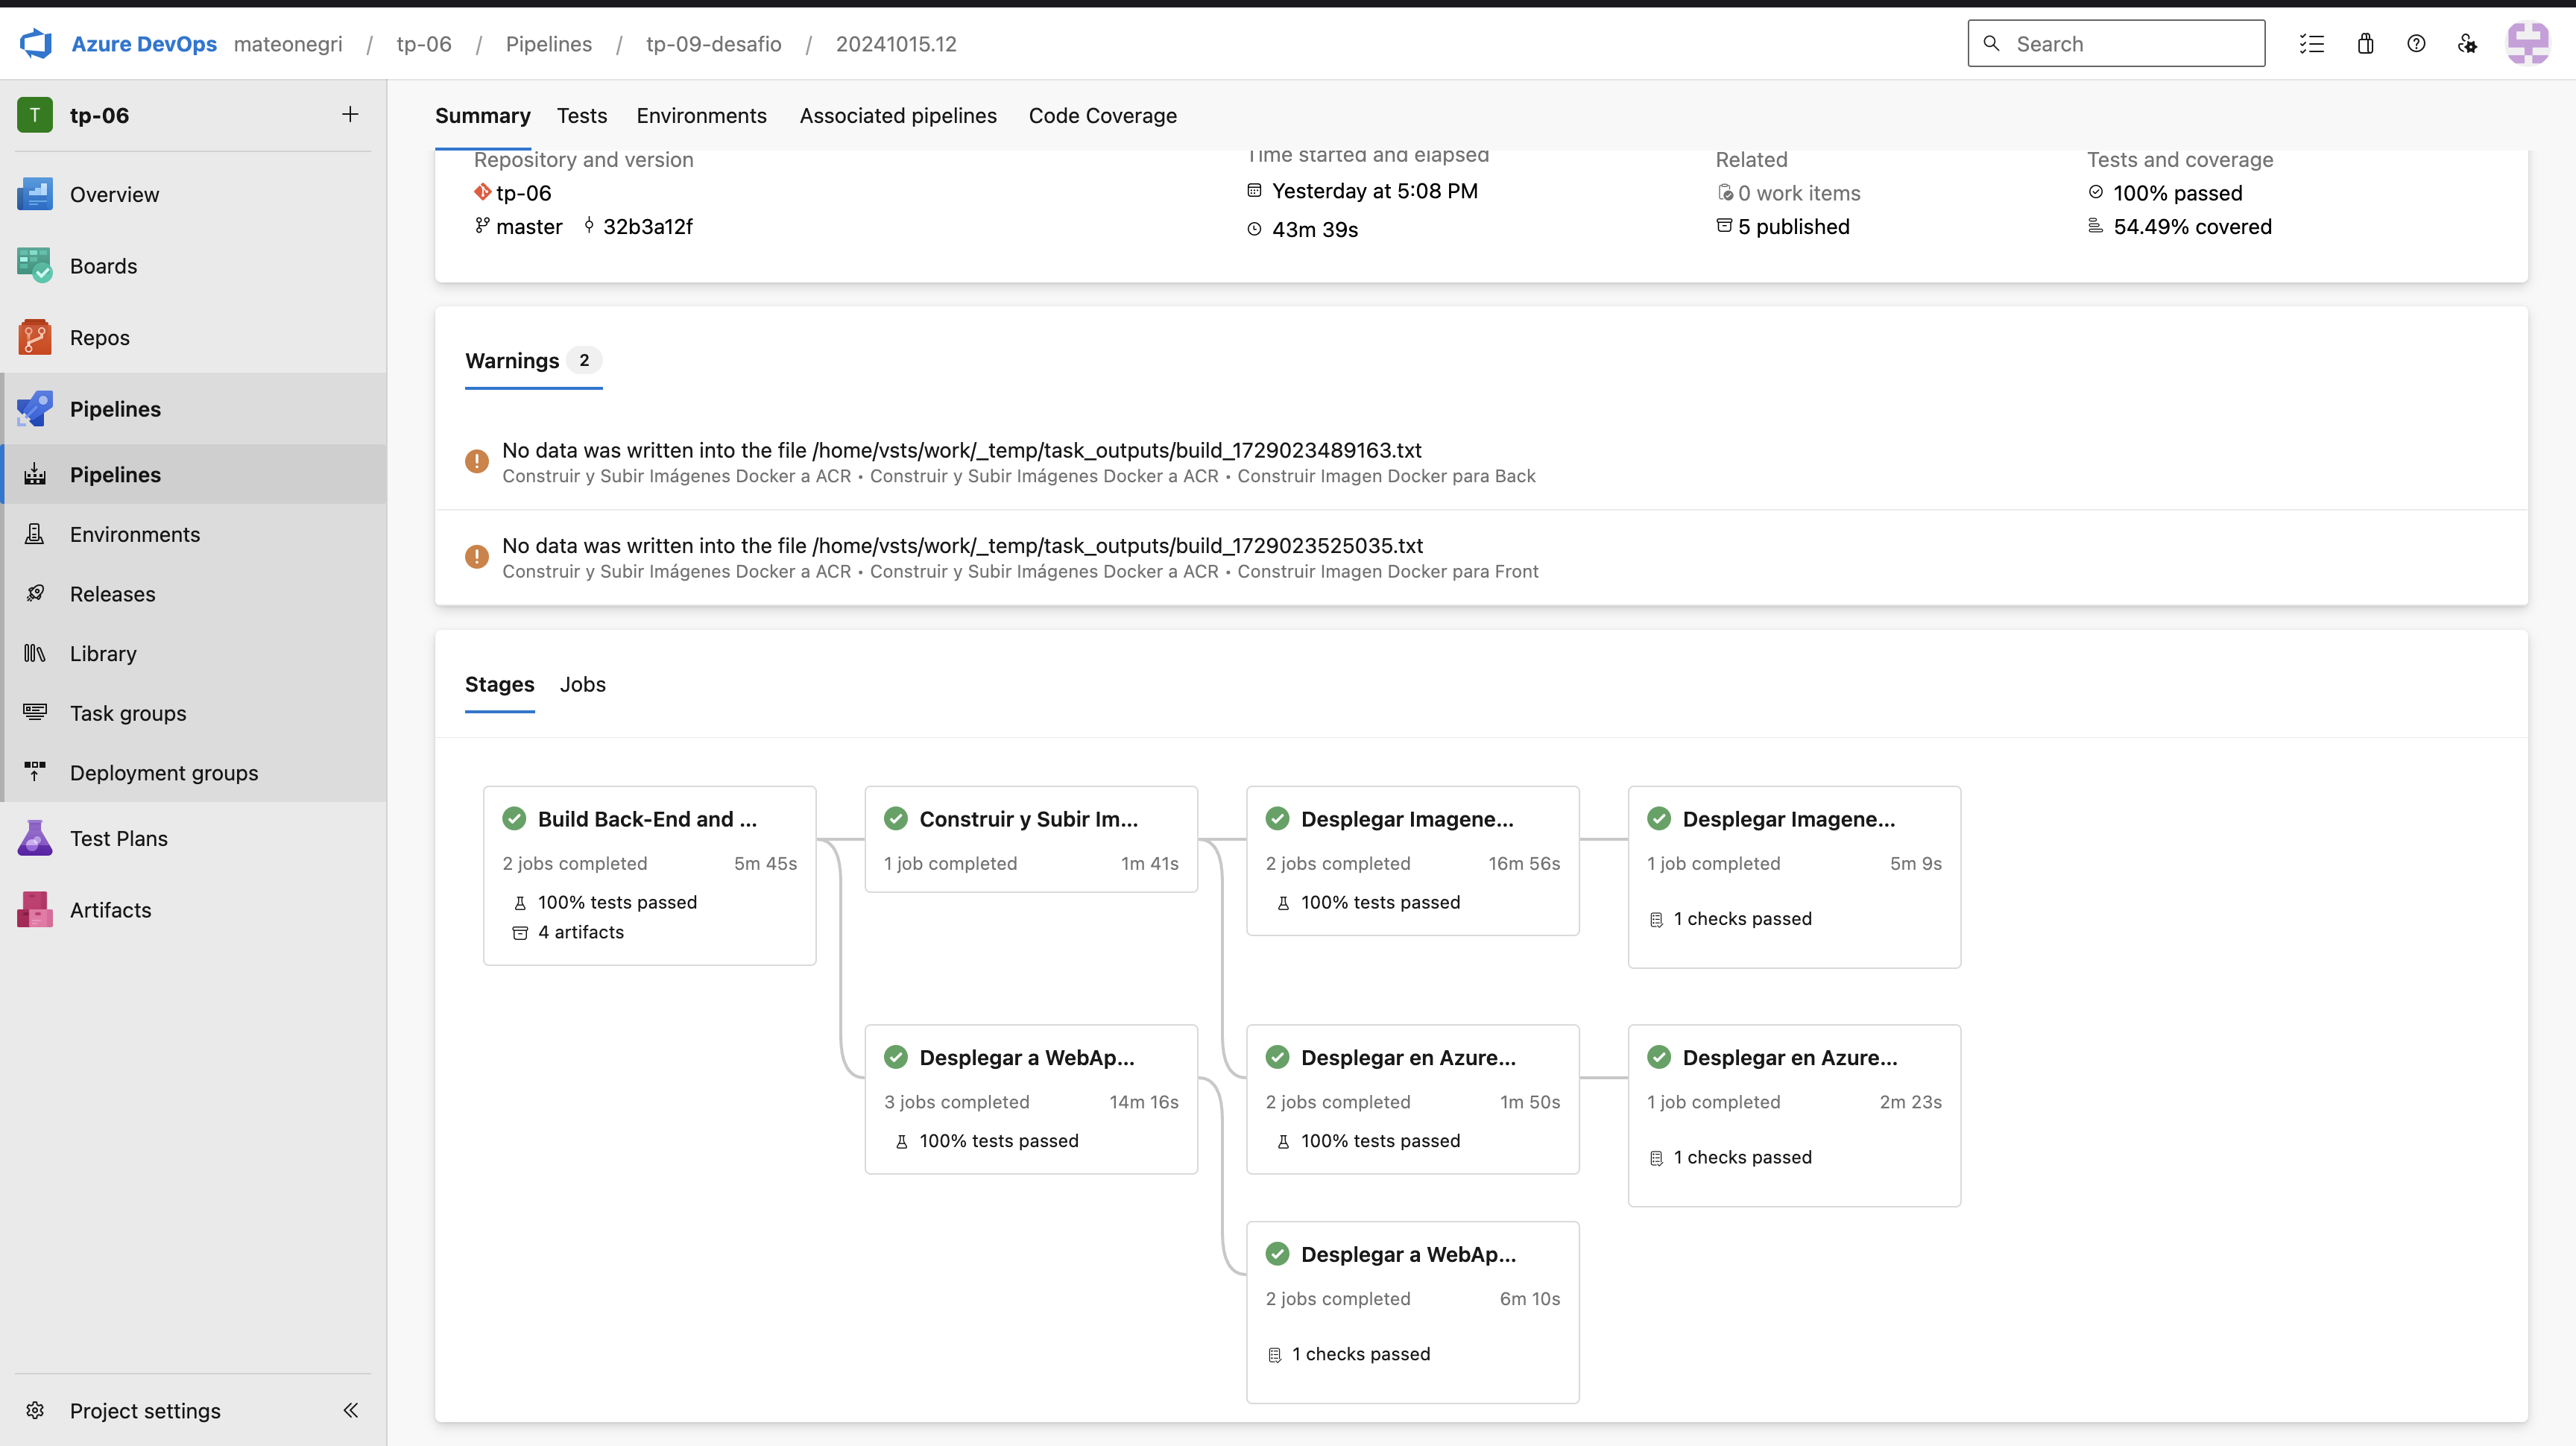 Azure DevOps mateonegri / tp-06 / Pipelines / tp-09-desafio / 20241015.12
Search
T tp-06
Overview
Boards
Repos
Pipelines
Pipelines
Environments
Releases
Library
Task groups
Deployment groups
Test Plans
Artifacts
Project settings
Summary Tests Environments Associated pipelines Code Coverage
Repository and version
tp-06
master 32b3a12f
Time started and elapsed
Yesterday at 5:08 PM
43m 39s
Related
0 work items
5 published
Tests and coverage
100% passed
54.49% covered
Warnings 2
No data was written into the file /home/vsts/work/_temp/task_outputs/build_1729023489163.txt
Construir y Subir Imágenes Docker a ACR • Construir y Subir Imágenes Docker a ACR • Construir Imagen Docker para Back
No data was written into the file /home/vsts/work/_temp/task_outputs/build_1729023525035.txt
Construir y Subir Imágenes Docker a ACR • Construir y Subir Imágenes Docker a ACR • Construir Imagen Docker para Front
Stages Jobs
Build Back-End and ...
2 jobs completed 5m 45s
100% tests passed
4 artifacts
Construir y Subir Im...
1 job completed 1m 41s
Desplegar Imagene...
2 jobs completed 16m 56s
100% tests passed
Desplegar Imagene...
1 job completed 5m 9s
1 checks passed
Desplegar a WebAp...
3 jobs completed 14m 16s
100% tests passed
Desplegar en Azure...
2 jobs completed 1m 50s
100% tests passed
Desplegar en Azure...
1 job completed 2m 23s
1 checks passed
Desplegar a WebAp...
2 jobs completed 6m 10s
1 checks passed